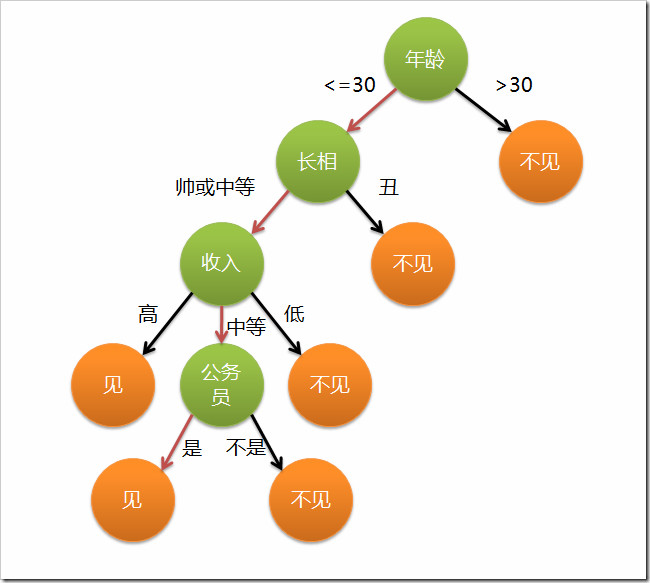 年龄
<=30
>30
长相
不见
帅或中等
丑
收入
不见
高
中等
低
见
公务
员
不见
是
不是
见
不见